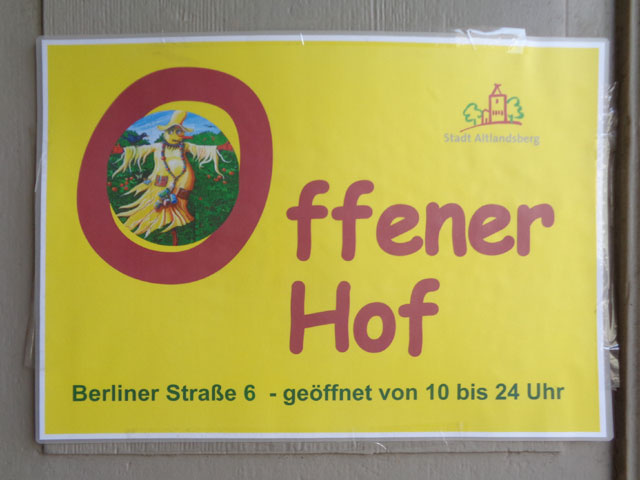 Stadt Altlandsberg
Offener
Hof
Berliner Straße 6 - geöffnet von 10 bis 24 Uhr